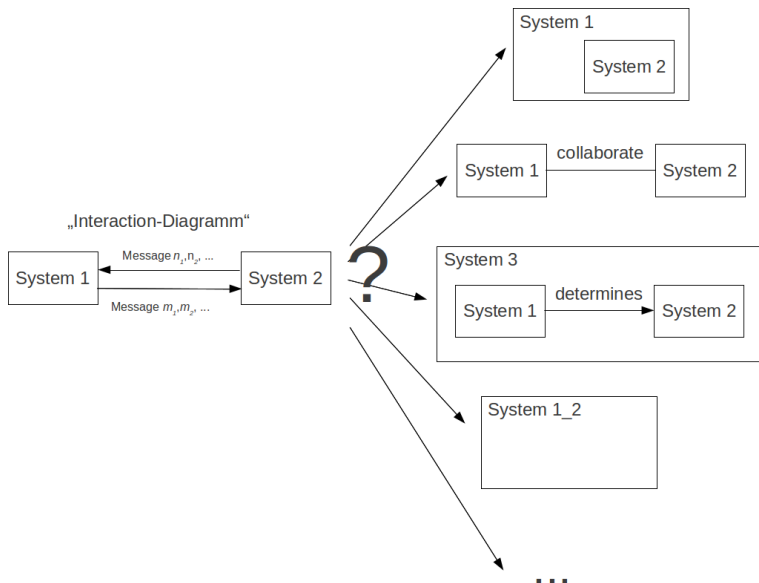 „Interaction-Diagramm“
System 1
Message n₁,n₂, ...
Message m₁,m₂, ...
System 2
?
System 1
System 2
System 1
collaborate
System 2
System 3
System 1
determines
System 2
System 1_2
...